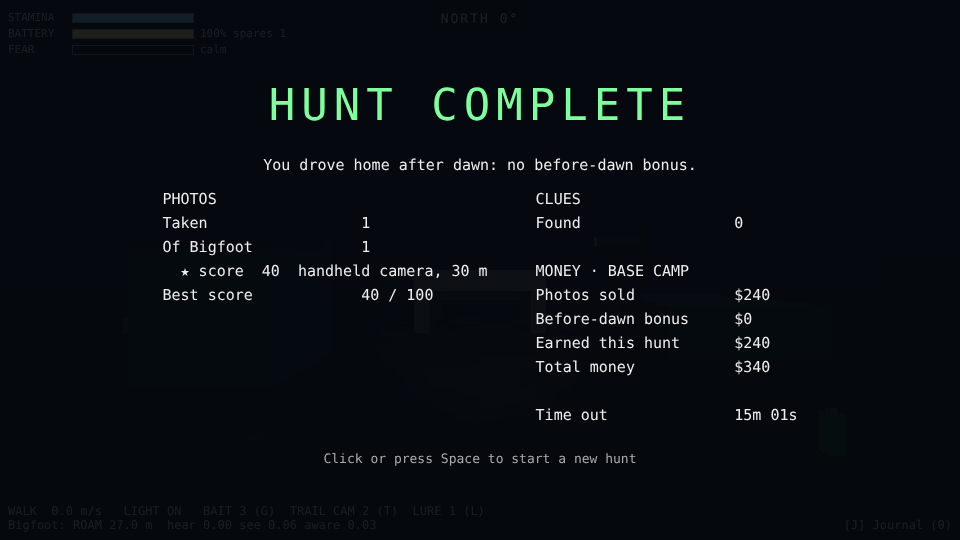 STAMINA
BATTERY 100% spares 1
FEAR calm
NORTH 0°
HUNT COMPLETE
You drove home after dawn: no before-dawn bonus.
PHOTOS
Taken 1
Of Bigfoot 1
★ score 40 handheld camera, 30 m
Best score 40 / 100
CLUES
Found 0
MONEY · BASE CAMP
Photos sold $240
Before-dawn bonus $0
Earned this hunt $240
Total money $340
Time out 15m 01s
Click or press Space to start a new hunt
WALK 0.0 m/s LIGHT ON BAIT 3 (G) TRAIL CAM 2 (T) LURE 1 (L)
Bigfoot: ROAM 27.0 m hear 0.00 see 0.06 aware 0.03
[J] Journal (0)